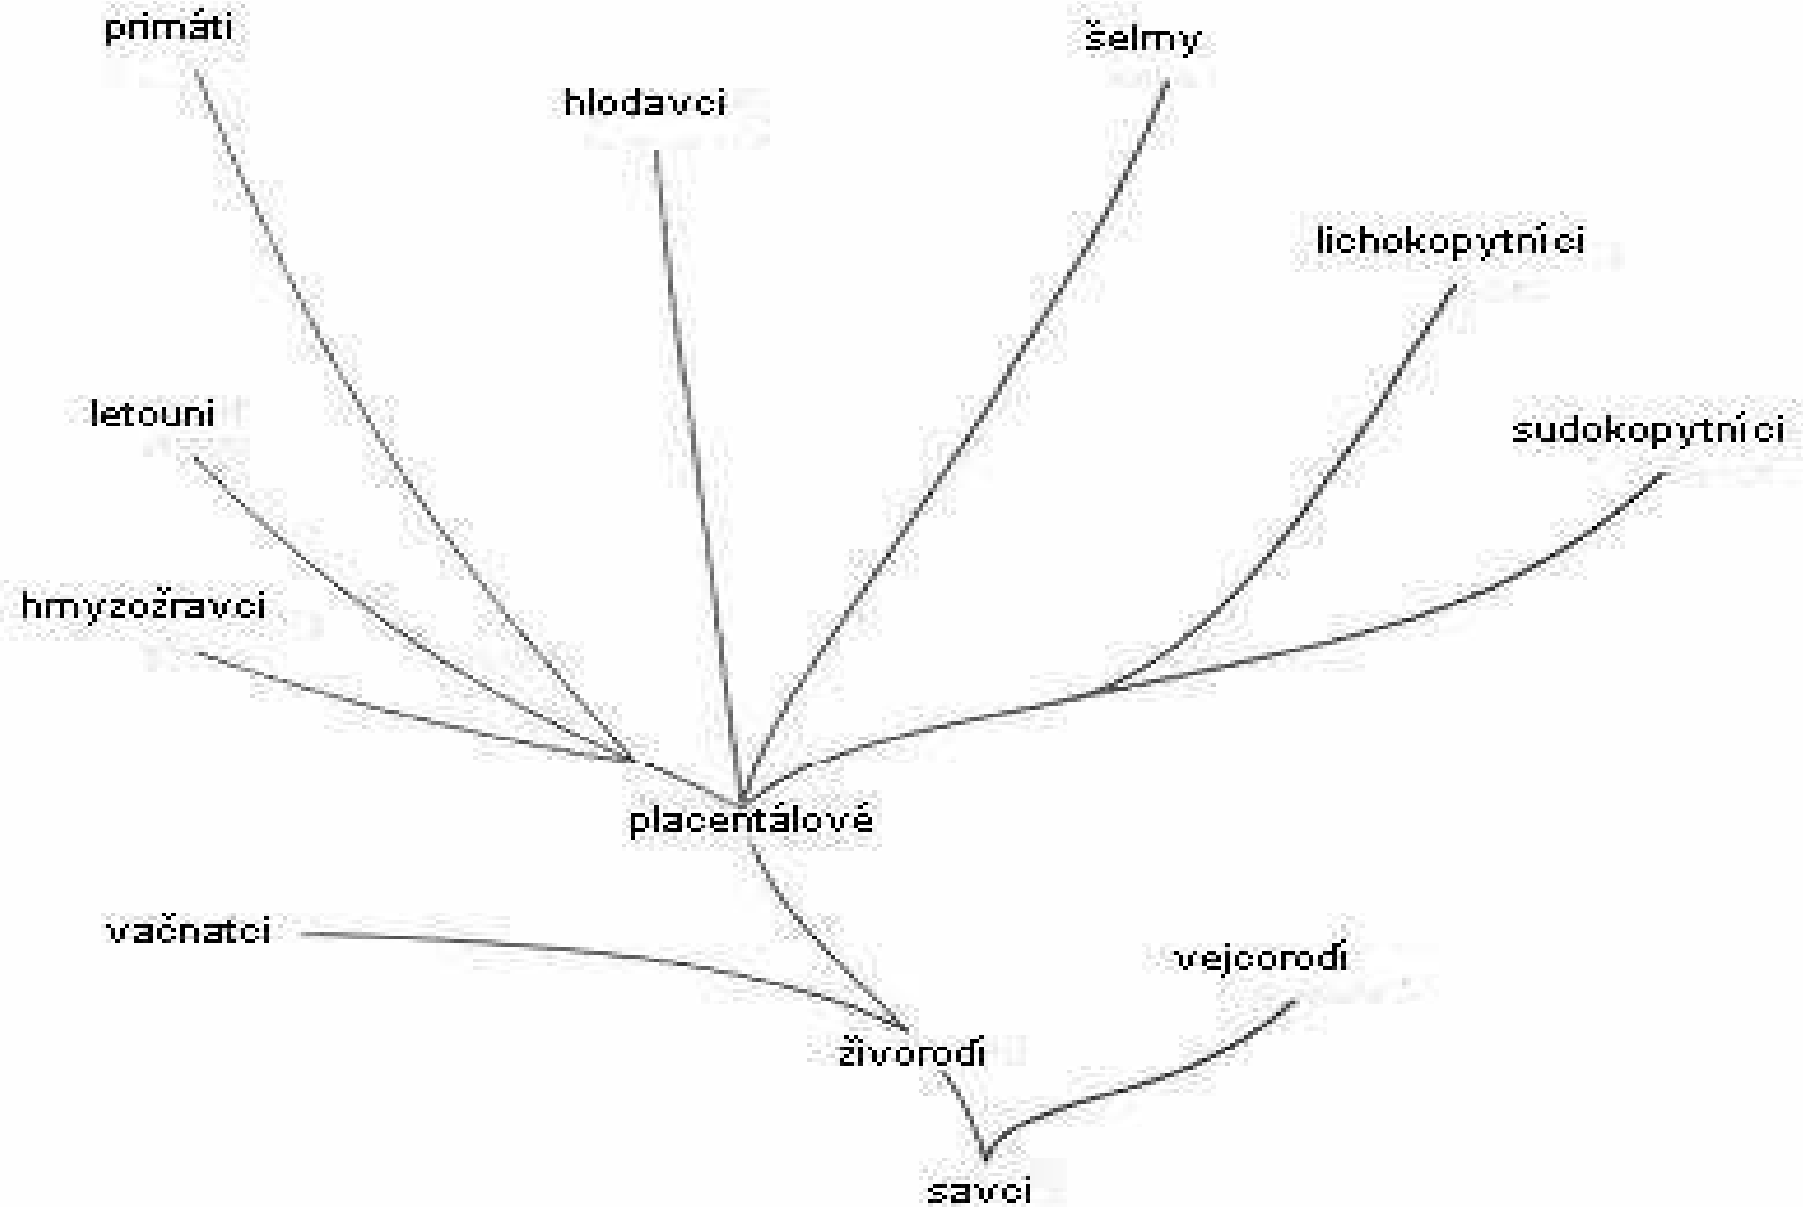 primáti
šelmy
hlodavci
lichokopytníci
letouni
sudokopytníci
hmyzožravci
placentálové
vačnatci
vejcorodí
živorodí
savci